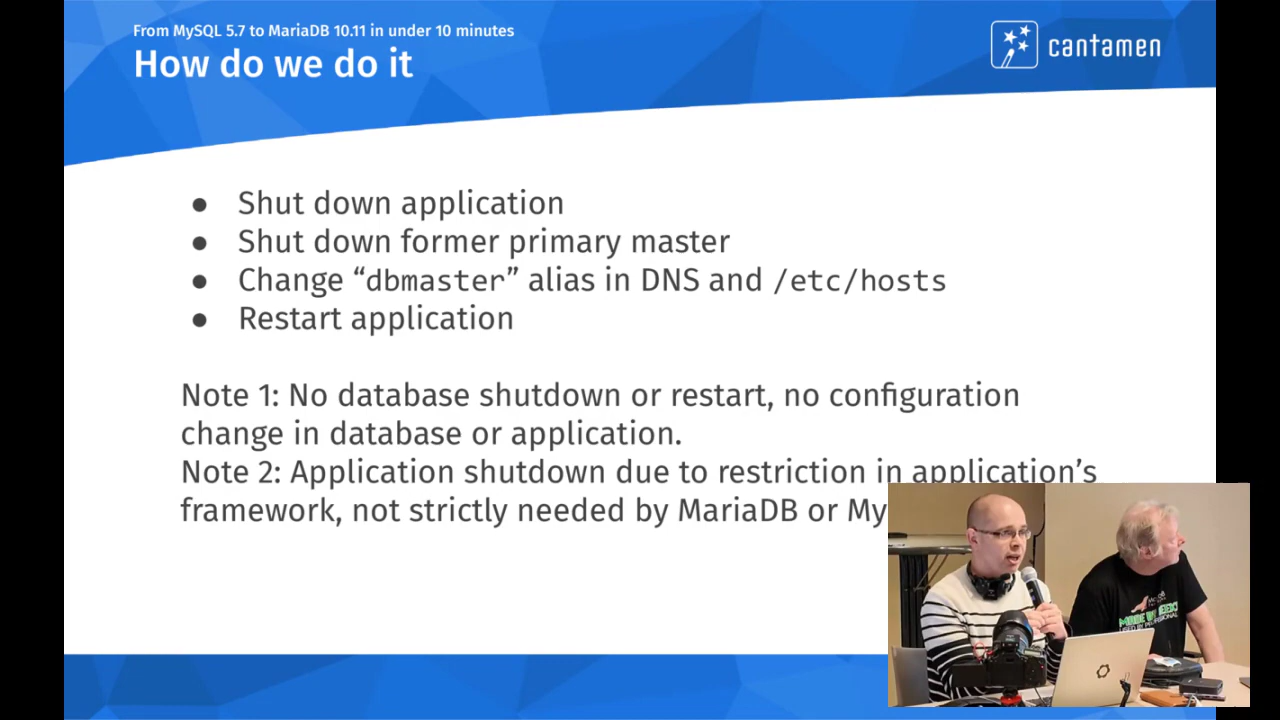 From MySQL 5.7 to MariaDB 10.11 in under 10 minutes
How do we do it
cantamen
● Shut down application
● Shut down former primary master
● Change “dbmaster” alias in DNS and /etc/hosts
● Restart application
Note 1: No database shutdown or restart, no configuration
change in database or application.
Note 2: Application shutdown due to restriction in application’s
framework, not strictly needed by MariaDB or My